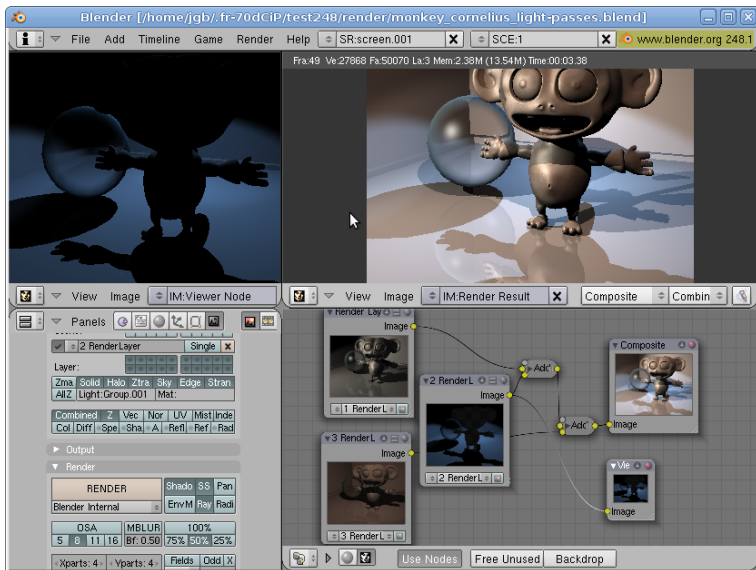 Blender [/home/jgb/.fr-70dCiP/test248/render/monkey_cornelius_light-passes.blend]
File Add Timeline Game Render Help SR:screen.001 SCE:1 www.blender.org 248.1
Fra:49 Ve:27868 Fa:50070 La:3 Mem:2.38M (13.54M) Time:00:03.38
View Image IM:Viewer Node
View Image IM:Render Result Composite Combin
Panels
2 RenderLayer Single
Layer:
Zma Solid Halo Ztra Sky Edge Stran
AllZ Light:Group.001 Mat:
Combined Z Vec Nor UV Mist Inde
Col Diff Spe Sha A Refl Ref Rad
Output
Render
RENDER
Shado SS Pan
EnvM Ray Radi
Blender Internal
OSA MBLUR 100%
5 8 11 16 Bf: 0.50 75% 50% 25%
Xparts: 4 Yparts: 4 Fields Odd X
Render Lay
Image
1 RenderL
2 RenderL
Image
2 RenderL
3 RenderL
Image
3 RenderL
Add
Add
Composite
Image
Vie
Image
Use Nodes Free Unused Backdrop